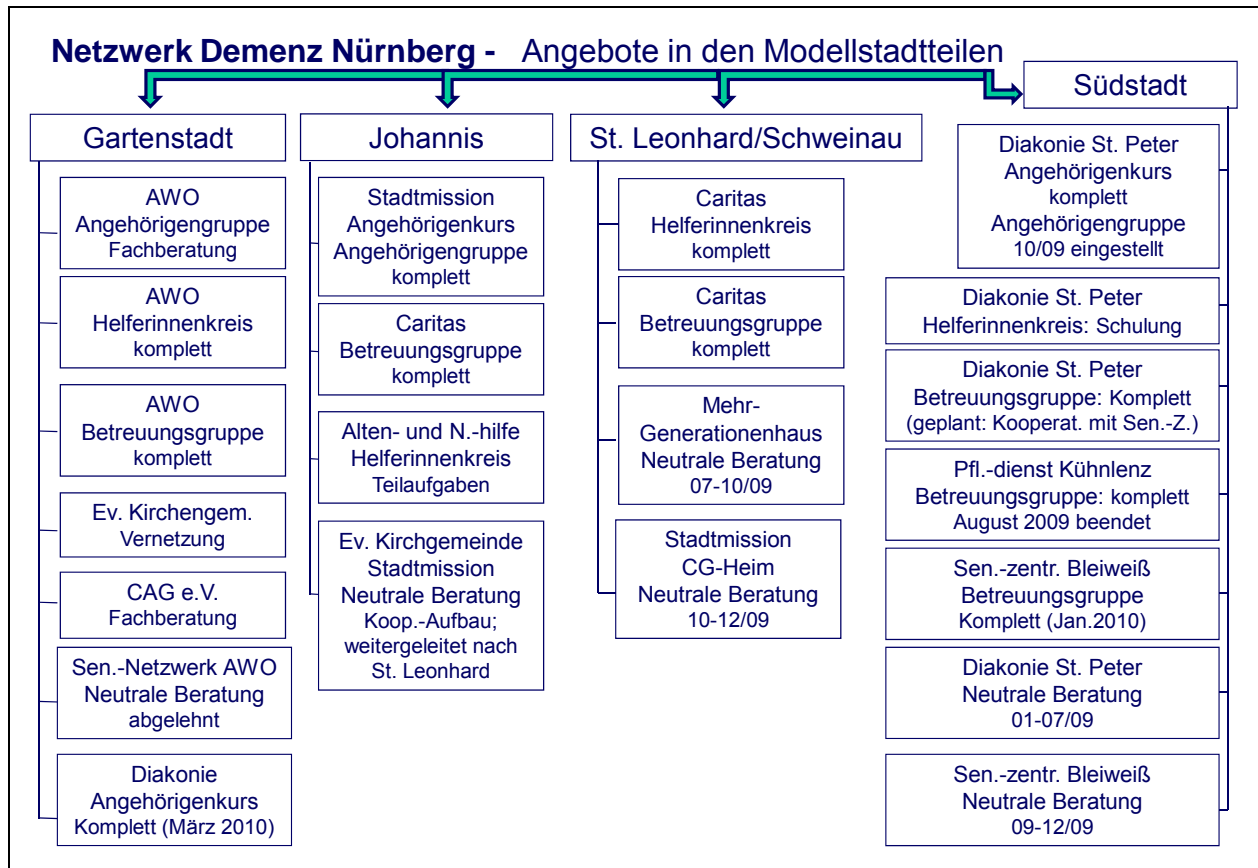 Netzwerk Demenz Nürnberg - Angebote in den Modellstadtteilen
Gartenstadt
AWO
Angehörigengruppe
Fachberatung
AWO
Helferinnenkreis
komplett
AWO
Betreuungsgruppe
komplett
Ev. Kirchengem.
Vernetzung
CAG e.V.
Fachberatung
Sen.-Netzwerk AWO
Neutrale Beratung
abgelehnt
Diakonie
Angehörigenkurs
Komplett (März 2010)
Johannis
Stadtmission
Angehörigenkurs
Angehörigengruppe
komplett
Caritas
Betreuungsgruppe
komplett
Alten- und N.-hilfe
Helferinnenkreis
Teilaufgaben
Ev. Kirchgemeinde
Stadtmission
Neutrale Beratung
Koop.-Aufbau;
weitergeleitet nach
St. Leonhard
St. Leonhard/Schweinau
Caritas
Helferinnenkreis
komplett
Caritas
Betreuungsgruppe
komplett
Mehr-
Generationenhaus
Neutrale Beratung
07-10/09
Stadtmission
CG-Heim
Neutrale Beratung
10-12/09
Südstadt
Diakonie St. Peter
Angehörigenkurs
komplett
Angehörigengruppe
10/09 eingestellt
Diakonie St. Peter
Helferinnenkreis: Schulung
Diakonie St. Peter
Betreuungsgruppe: Komplett
(geplant: Kooperat. mit Sen.-Z.)
Pfl.-dienst Kühnlenz
Betreuungsgruppe: komplett
August 2009 beendet
Sen.-zentr. Bleiweiß
Betreuungsgruppe
Komplett (Jan.2010)
Diakonie St. Peter
Neutrale Beratung
01-07/09
Sen.-zentr. Bleiweiß
Neutrale Beratung
09-12/09